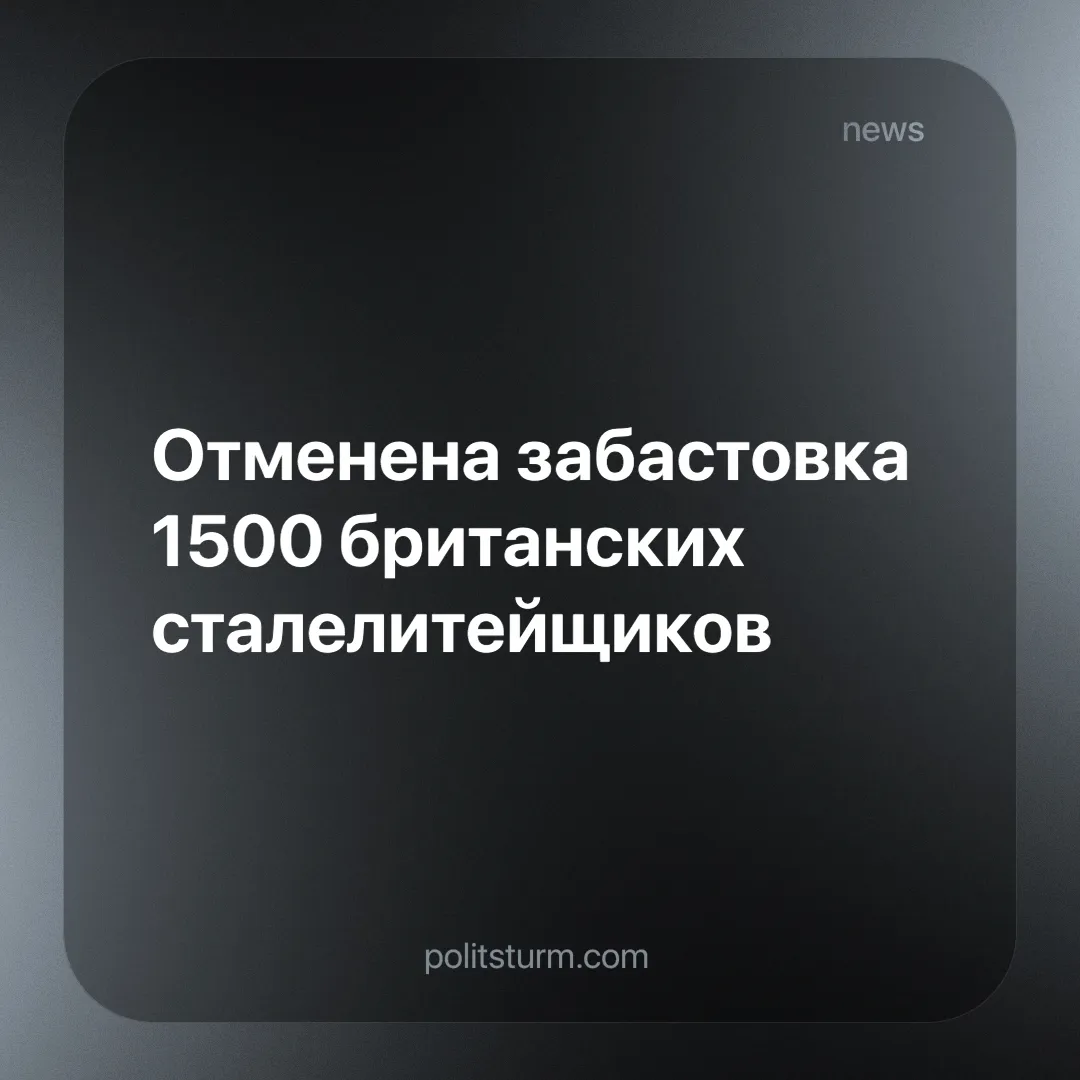 news
Отменена забастовка
1500 британских
сталелитейщиков
politsturm.com